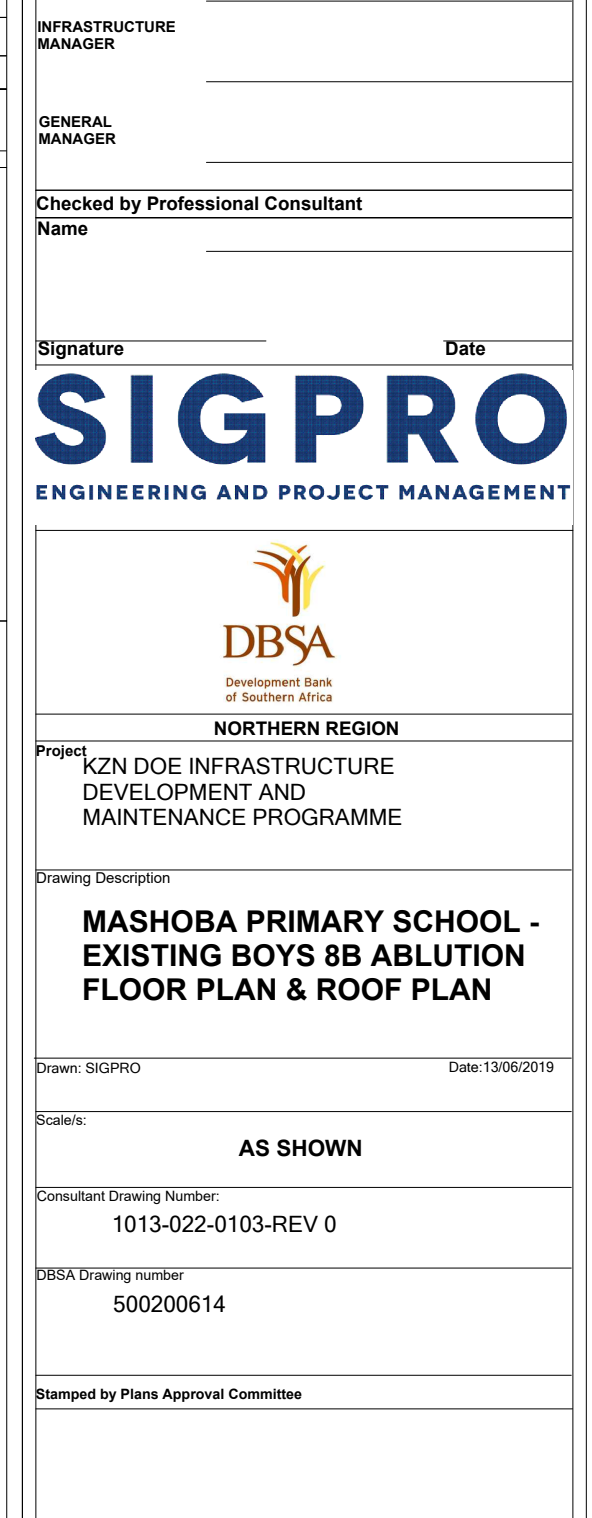 INFRASTRUCTURE
MANAGER
GENERAL
MANAGER
Checked by Professional Consultant
Name
Signature Date
SIGPRO
ENGINEERING AND PROJECT MANAGEMENT
DBSA
Development Bank
of Southern Africa
NORTHERN REGION
Project
KZN DOE INFRASTRUCTURE
DEVELOPMENT AND
MAINTENANCE PROGRAMME
Drawing Description
MASHOBA PRIMARY SCHOOL -
EXISTING BOYS 8B ABLUTION
FLOOR PLAN & ROOF PLAN
Drawn: SIGPRO Date:13/06/2019
Scale/s:
AS SHOWN
Consultant Drawing Number:
1013-022-0103-REV 0
DBSA Drawing number
500200614
Stamped by Plans Approval Committee